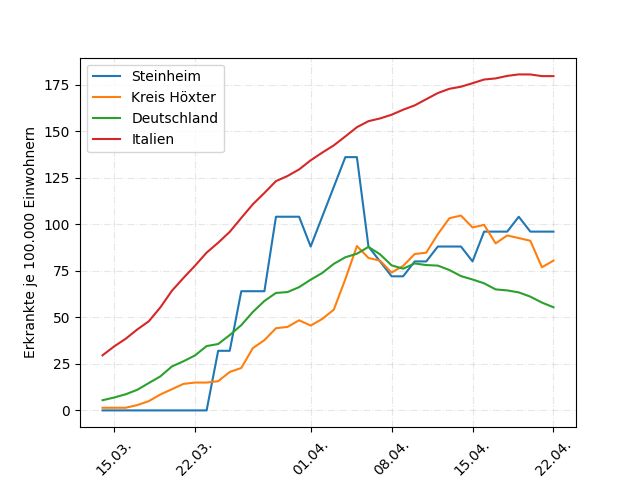 Steinheim
Kreis Höxter
Deutschland
Italien
Erkrankte je 100.000 Einwohnern
175
150
125
100
75
50
25
0
15.03.
22.03.
01.04.
08.04.
15.04.
22.04.